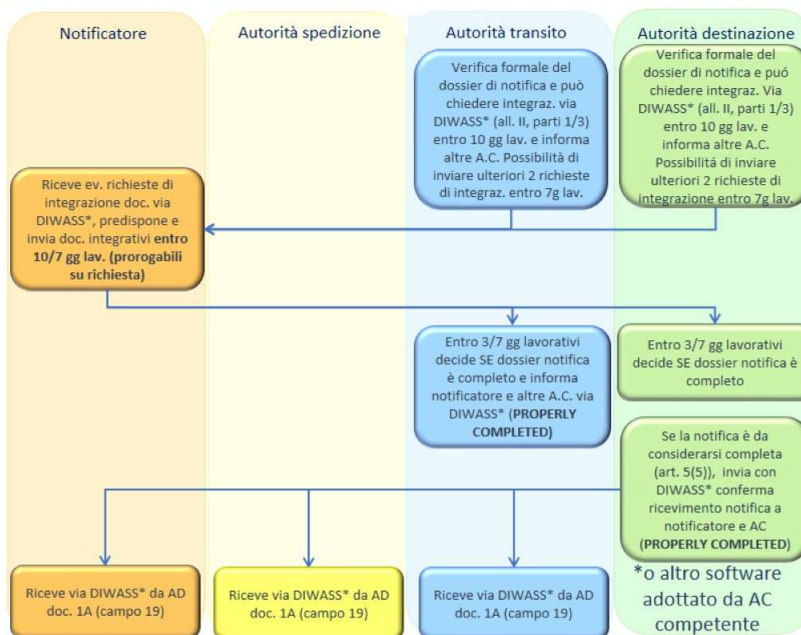 Notificatore
Autorità spedizione
Autorità transito
Autorità destinazione
Verifica formale del
dossier di notifica e può
chiedere integraz. via
DIWASS* (all. II, parti 1/3)
entro 10 gg lav. e informa
altre A.C. Possibilità di
inviare ulteriori 2 richieste
di integraz. entro 7g lav.
Verifica formale del
dossier di notifica e puó
chiedere integraz. Via
DIWASS* (all. II, parti 1/3)
entro 10 gg lav. e
informa altre A.C.
Possibilitá di inviare
ulteriori 2 richieste di
integrazione entro 7g lav.
Riceve ev. richieste di
integrazione doc. via
DIWASS*, predispone e
invia doc. integrativi entro
10/7 gg lav. (prorogabili
su richiesta)
Entro 3/7 gg lavorativi
decide SE dossier notifica
è completo e informa
notificatore e altre A.C. via
DIWASS* (PROPERLY
COMPLETED)
Entro 3/7 gg lavorativi
decide SE dossier notifica è
completo
Se la notifica è da
considerarsi completa
(art. 5(5)), invia con
DIWASS* conferma
ricevimento notifica a
notificatore e AC
(PROPERLY COMPLETED)
Riceve via DIWASS* da AD
doc. 1A (campo 19)
Riceve via DIWASS* da AD
doc. 1A (campo 19)
Riceve via DIWASS* da AD
doc. 1A (campo 19)
*o altro software
adottato da AC
competente